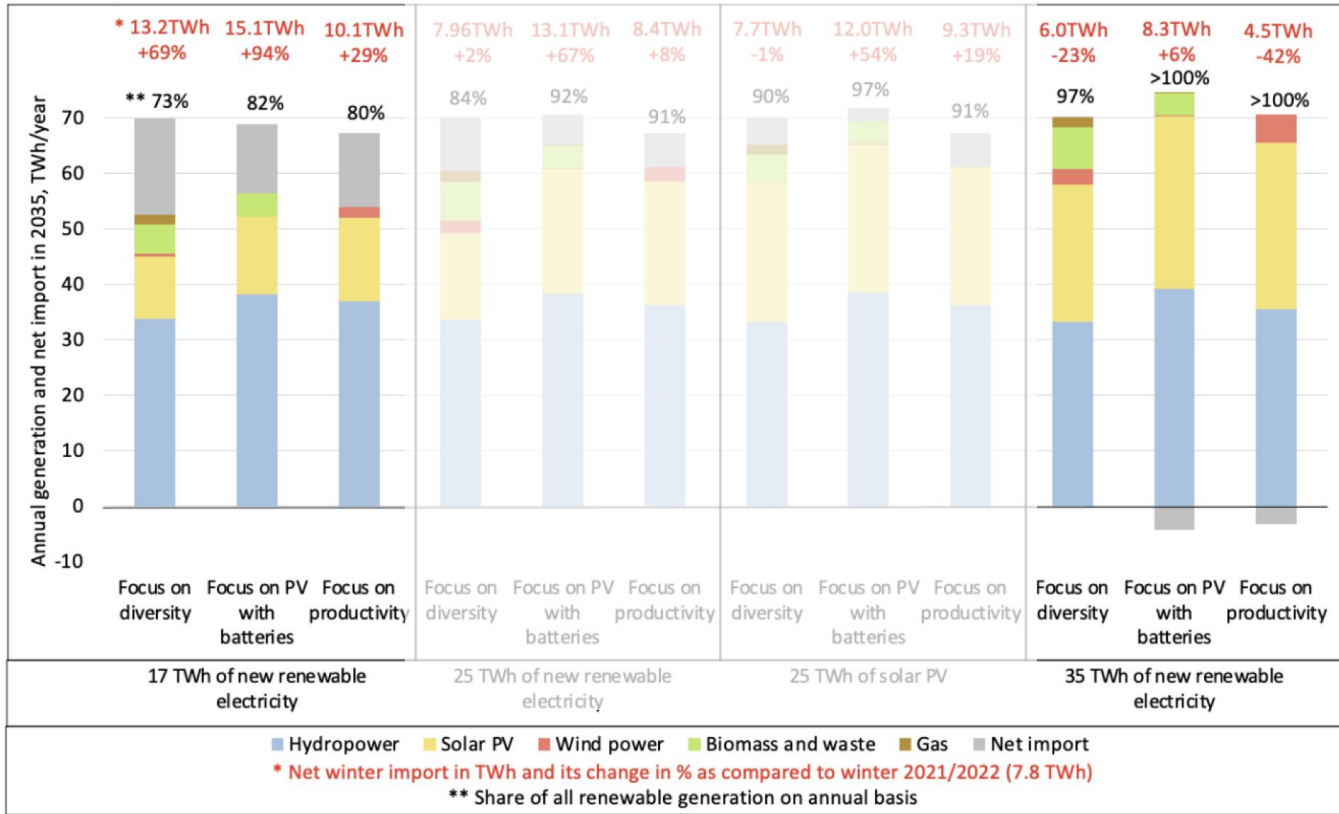 * 13.2TWh 15.1TWh 10.1TWh 7.96TWh 13.1TWh 8.4TWh 7.7TWh 12.0TWh 9.3TWh 6.0TWh 8.3TWh 4.5TWh
+69% +94% +29% +2% +67% +8% -1% +54% +19% -23% +6% -42%
** 73% 82% 80% 84% 92% 91% 90% 97% 91% 97% >100% >100%
Annual generation and net import in 2035, TWh/year
70
60
50
40
30
20
10
0
-10
Focus on diversity
Focus on PV with batteries
Focus on productivity
Focus on diversity
Focus on PV with batteries
Focus on productivity
Focus on diversity
Focus on PV with batteries
Focus on productivity
Focus on diversity
Focus on PV with batteries
Focus on productivity
17 TWh of new renewable electricity
25 TWh of new renewable electricity
25 TWh of solar PV
35 TWh of new renewable electricity
Hydropower Solar PV Wind power Biomass and waste Gas Net import
* Net winter import in TWh and its change in % as compared to winter 2021/2022 (7.8 TWh)
** Share of all renewable generation on annual basis